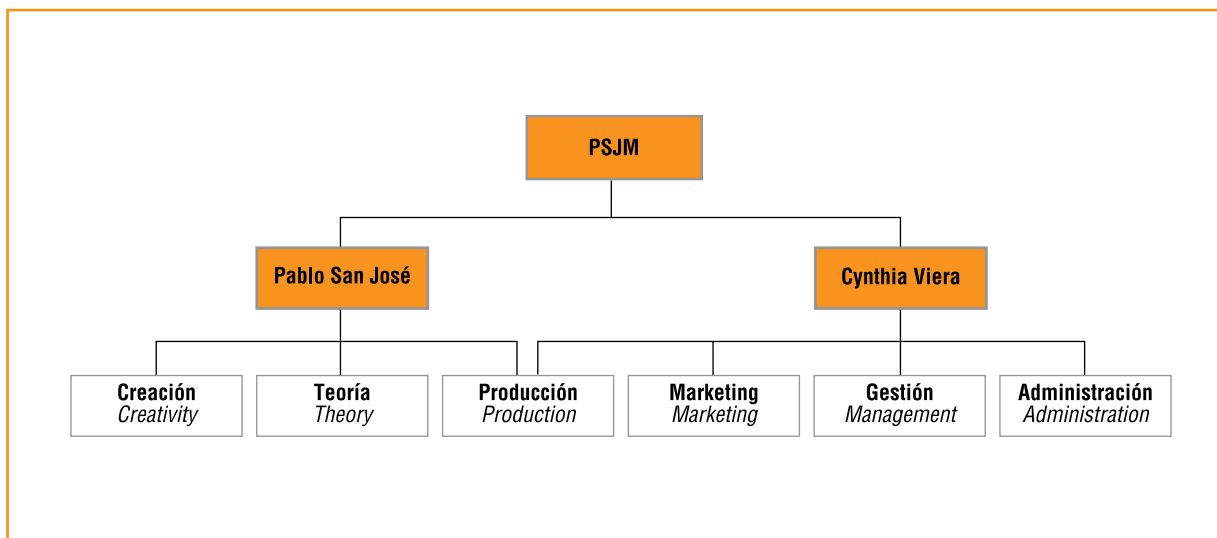 PSJM
Pablo San José
Cynthia Viera
Creación
Creativity
Teoría
Theory
Producción
Production
Marketing
Marketing
Gestión
Management
Administración
Administration